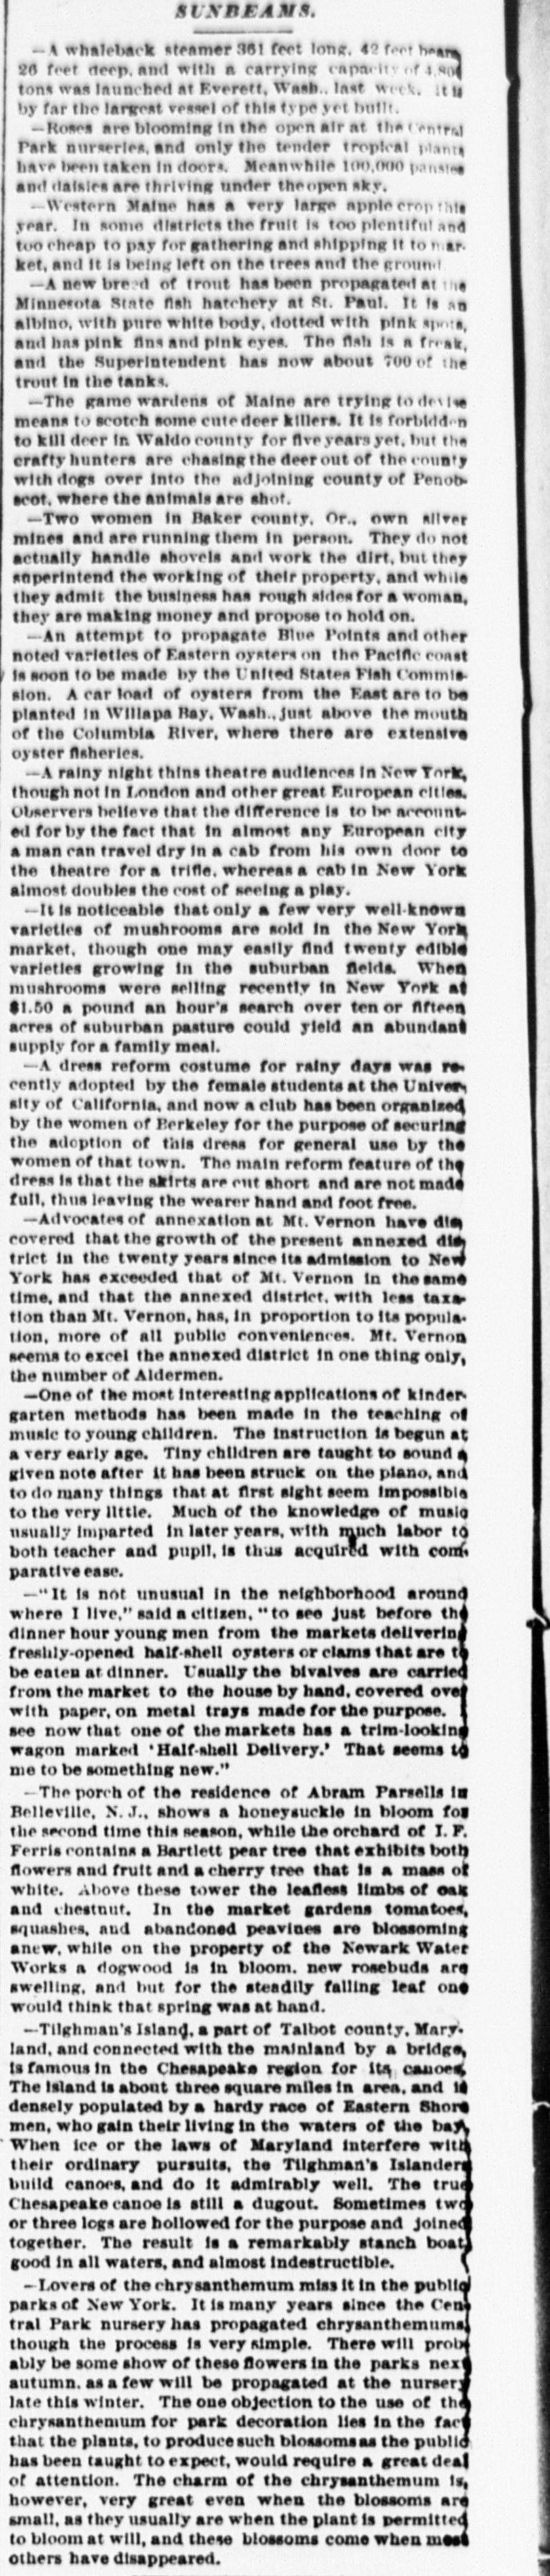 SUNBEAMS.
—A whaleback steamer 361 feet long, 42 feet beam,
26 feet deep, and with a carrying capacity of
tons was launched at Everett, Wash., last week. It is
by far the largest vessel of this type yet built.
—Roses are blooming in the open air at the Central
Park nurseries, and only the tender tropical plants
have been taken in doors. Meanwhile 100,000 pansies
and daisies are thriving under the open sky.
—Western Maine has a very large apple crop this
year. In some districts the fruit is too plentiful and
too cheap to pay for gathering and shipping it to mar-
ket, and it is being left on the trees and the ground
—A new breed of trout has been propagated at the
Minnesota State fish hatchery at St. Paul. It is an
albino, with pure white body, dotted with pink spots,
and has pink fins and pink eyes. The fish is a freak,
and the Superintendent has now about 700 of the
trout in the tanks.
—The game wardens of Maine are trying to devise
means to scotch some cute deer killers. It is forbidden
to kill deer in Waldo county for five years yet, but the
crafty hunters are chasing the deer out of the county
with dogs over into the adjoining county of Penob-
scot, where the animals are shot.
—Two women in Baker county, Or., own silver
mines and are running them in person. They do not
actually handle shovels and work the dirt, but they
superintend the working of their property, and while
they admit the business has rough sides for a woman,
they are making money and propose to hold on.
—An attempt to propagate Blue Points and other
noted varieties of Eastern oysters on the Pacific coast
is soon to be made by the United States Fish Commis-
sion. A car load of oysters from the East are to be
planted in Willapa Bay, Wash., just above the mouth
of the Columbia River, where there are extensive
oyster fisheries.
—A rainy night thins theatre audiences in New York,
though not in London and other great European cities.
Observers believe that the difference is to be account-
ed for by the fact that in almost any European city
a man can travel dry in a cab from his own door to
the theatre for a trifle, whereas a cab in New York
almost doubles the cost of seeing a play.
—It is noticeable that only a few very well-known
varieties of mushrooms are sold in the New York
market, though one may easily find twenty edible
varieties growing in the suburban fields. When
mushrooms were selling recently in New York at
$1.50 a pound an hour's search over ten or fifteen
acres of suburban pasture could yield an abundant
supply for a family meal.
—A dress reform costume for rainy days was re-
cently adopted by the female students at the Univer-
sity of California, and now a club has been organized
by the women of Berkeley for the purpose of securing
the adoption of this dress for general use by the
women of that town. The main reform feature of the
dress is that the skirts are cut short and are not made
full, thus leaving the wearer hand and foot free.
—Advocates of annexation at Mt. Vernon have dis-
covered that the growth of the present annexed dis-
trict in the twenty years since its admission to New
York has exceeded that of Mt. Vernon in the same
time, and that the annexed district, with less taxa-
tion than Mt. Vernon, has, in proportion to its popula-
tion, more of all public conveniences. Mt. Vernon
seems to excel the annexed district in one thing only,
the number of Aldermen.
—One of the most interesting applications of kinder-
garten methods has been made in the teaching of
music to young children. The instruction is begun at
a very early age. Tiny children are taught to sound a
given note after it has been struck on the piano, and
to do many things that at first sight seem impossible
to the very little. Much of the knowledge of music
usually imparted in later years, with much labor to
both teacher and pupil, is thus acquired with com-
parative ease.
—"It is not unusual in the neighborhood around
where I live," said a citizen, "to see just before the
dinner hour young men from the markets delivering
freshly-opened half-shell oysters or clams that are to
be eaten at dinner. Usually the bivalves are carried
from the market to the house by hand, covered over
with paper, on metal trays made for the purpose.
see now that one of the markets has a trim-looking
wagon marked 'Half-shell Delivery.' That seems to
me to be something new."
—The porch of the residence of Abram Parsells in
Belleville, N. J., shows a honeysuckle in bloom for
the second time this season, while the orchard of I. F.
Ferris contains a Bartlett pear tree that exhibits both
flowers and fruit and a cherry tree that is a mass of
white. Above these tower the leafless limbs of oak
and chestnut. In the market gardens tomatoes,
squashes, and abandoned peavines are blossoming
anew, while on the property of the Newark Water
Works a dogwood is in bloom, new rosebuds are
swelling, and but for the steadily falling leaf one
would think that spring was at hand.
—Tilghman's Island, a part of Talbot county, Mary-
land, and connected with the mainland by a bridge,
is famous in the Chesapeake region for its canoes.
The island is about three square miles in area, and is
densely populated by a hardy race of Eastern Shore
men, who gain their living in the waters of the bay.
When ice or the laws of Maryland interfere with
their ordinary pursuits, the Tilghman's Islanders
build canoes, and do it admirably well. The true
Chesapeake canoe is still a dugout. Sometimes two
or three logs are hollowed for the purpose and joined
together. The result is a remarkably stanch boat,
good in all waters, and almost indestructible.
—Lovers of the chrysanthemum miss it in the public
parks of New York. It is many years since the Cen-
tral Park nursery has propagated chrysanthemums,
though the process is very simple. There will prob-
ably be some show of these flowers in the parks next
autumn, as a few will be propagated at the nursery
late this winter. The one objection to the use of the
chrysanthemum for park decoration lies in the fact
that the plants, to produce such blossoms as the public
has been taught to expect, would require a great deal
of attention. The charm of the chrysanthemum is,
however, very great even when the blossoms are
small, as they usually are when the plant is permitted
to bloom at will, and these blossoms come when most
others have disappeared.